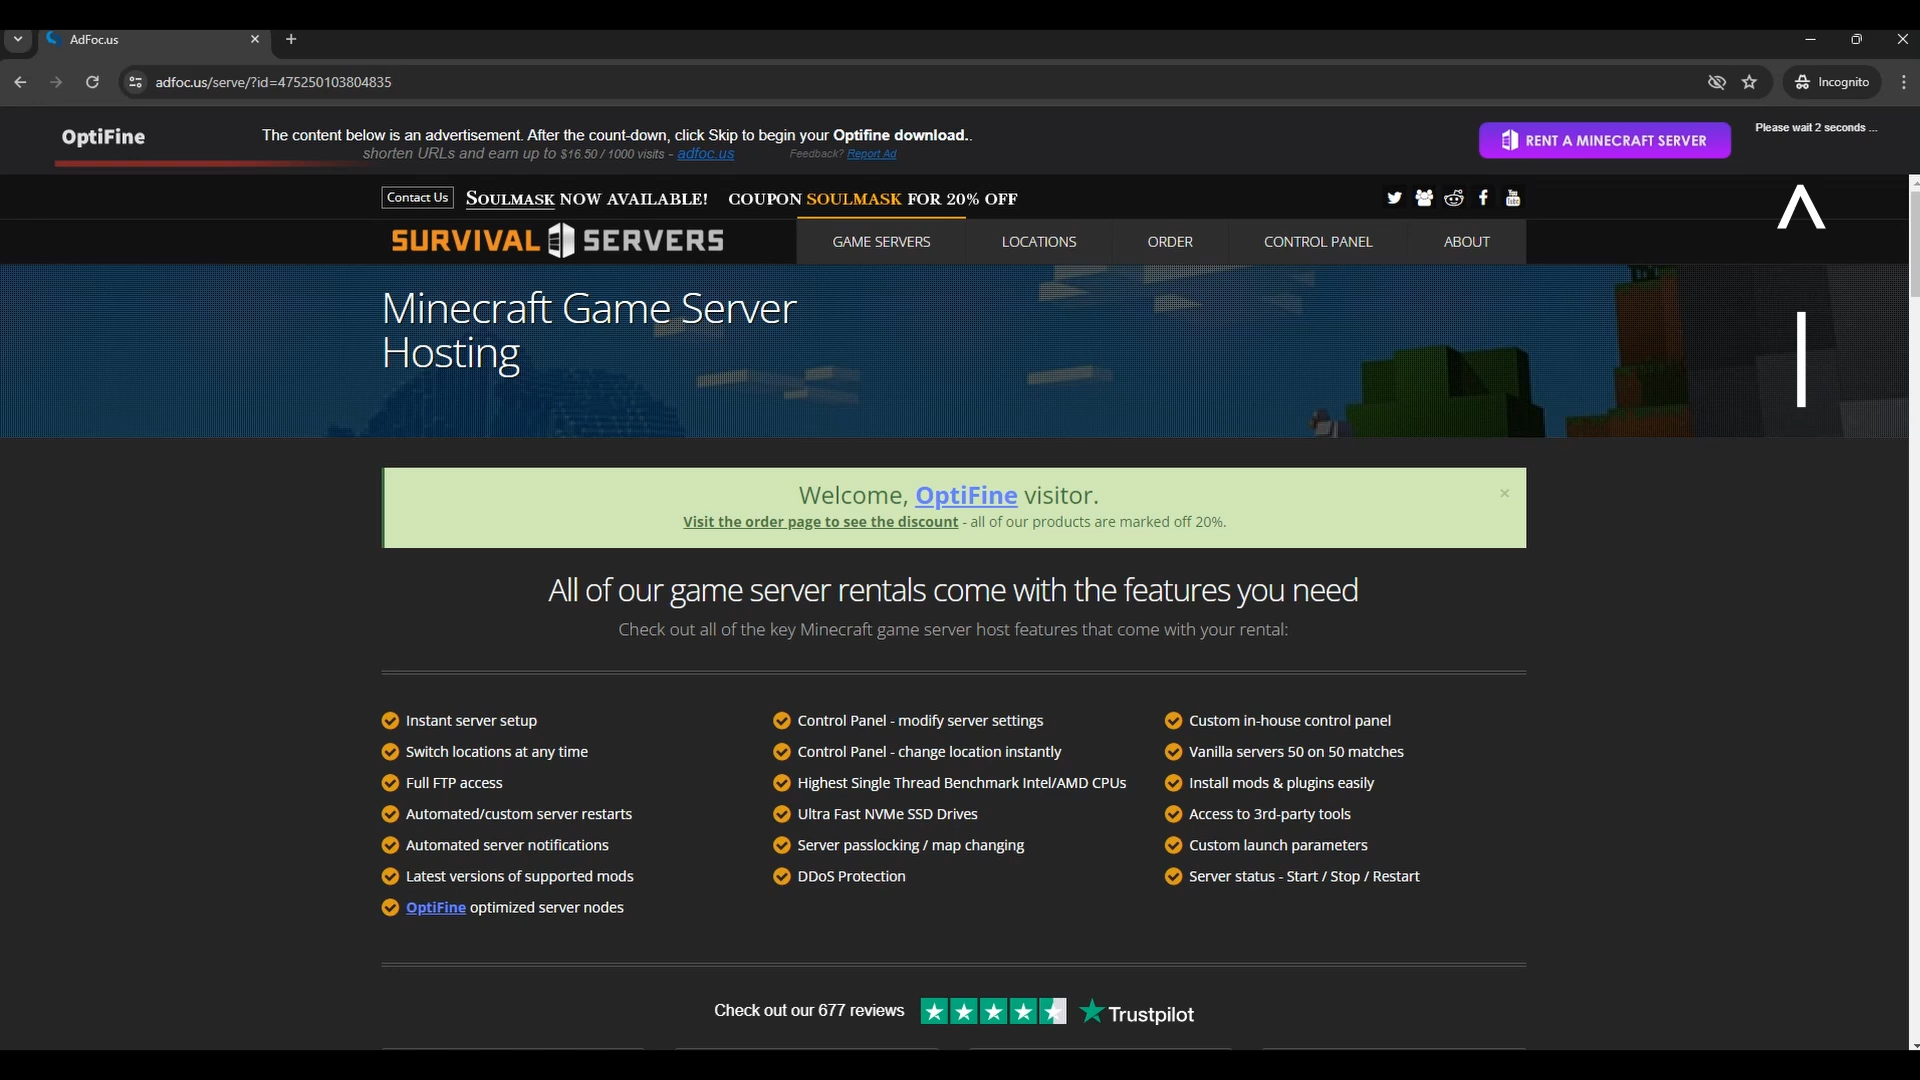 AdFoc.us
adfoc.us/serve/?id=475250103804835
Incognito
OptiFine
The content below is an advertisement. After the count-down, click Skip to begin your Optifine download..
shorten URLs and earn up to $16.50 / 1000 visits - adfoc.us
Feedback? Report Ad
RENT A MINECRAFT SERVER
Please wait 2 seconds ...
Contact Us
SOULMASK NOW AVAILABLE! COUPON SOULMASK FOR 20% OFF
SURVIVAL SERVERS
GAME SERVERS
LOCATIONS
ORDER
CONTROL PANEL
ABOUT
Minecraft Game Server
Hosting
Welcome, OptiFine visitor.
Visit the order page to see the discount - all of our products are marked off 20%.
All of our game server rentals come with the features you need
Check out all of the key Minecraft game server host features that come with your rental:
Instant server setup
Switch locations at any time
Full FTP access
Automated/custom server restarts
Automated server notifications
Latest versions of supported mods
OptiFine optimized server nodes
Control Panel - modify server settings
Control Panel - change location instantly
Highest Single Thread Benchmark Intel/AMD CPUs
Ultra Fast NVMe SSD Drives
Server passlocking / map changing
DDoS Protection
Custom in-house control panel
Vanilla servers 50 on 50 matches
Install mods & plugins easily
Access to 3rd-party tools
Custom launch parameters
Server status - Start / Stop / Restart
Check out our 677 reviews
Trustpilot